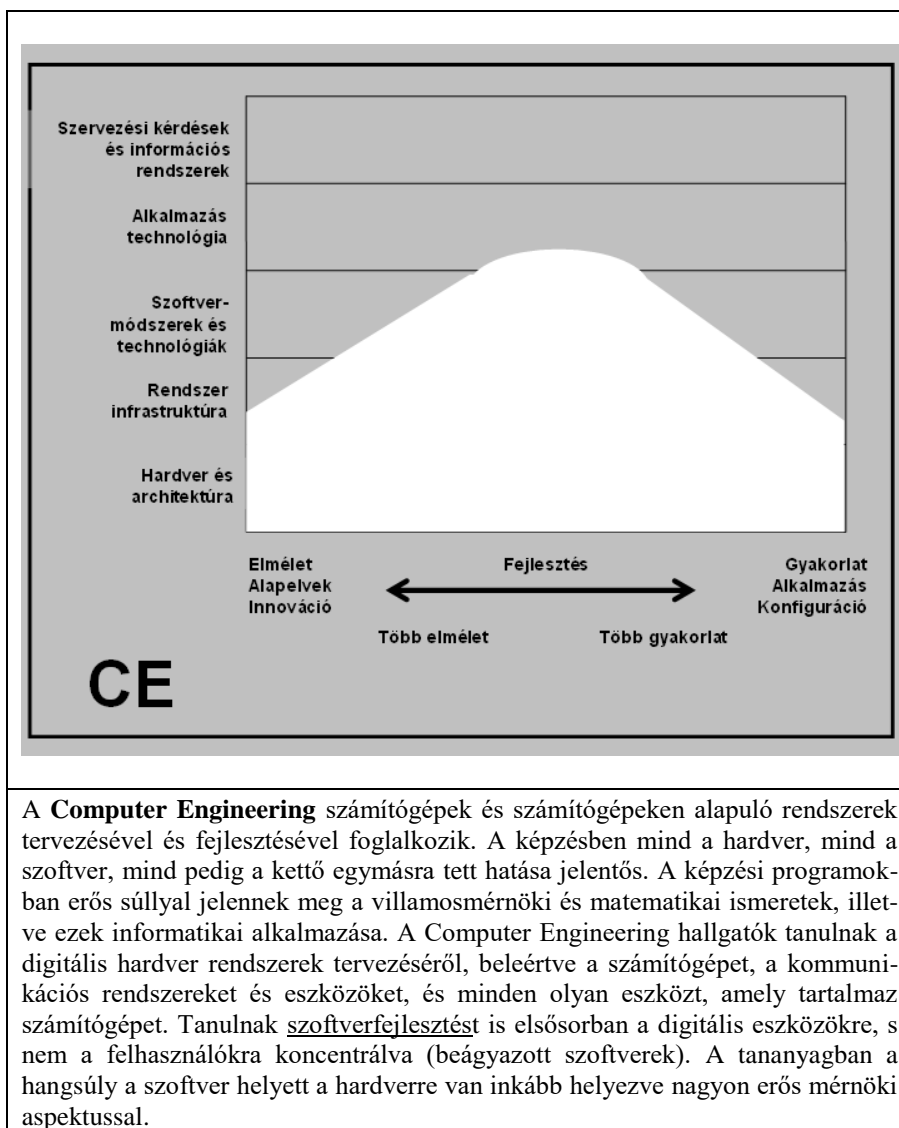 Szervezési kérdések
és információs
rendszerek
Alkalmazás
technológia
Szoftver-
módszerek és
technológiák
Rendszer
infrastruktúra
Hardver és
architektúra
Elmélet
Alapelvek
Innováció
Fejlesztés
Gyakorlat
Alkalmazás
Konfiguráció
Több elmélet
Több gyakorlat
CE
A Computer Engineering számítógépek és számítógépeken alapuló rendszerek
tervezésével és fejlesztésével foglalkozik. A képzésben mind a hardver, mind a
szoftver, mind pedig a kettő egymásra tett hatása jelentős. A képzési programok-
ban erős súllyal jelennek meg a villamosmérnöki és matematikai ismeretek, illet-
ve ezek informatikai alkalmazása. A Computer Engineering hallgatók tanulnak a
digitális hardver rendszerek tervezéséről, beleértve a számítógépet, a kommuni-
kációs rendszereket és eszközöket, és minden olyan eszközt, amely tartalmaz
számítógépet. Tanulnak szoftverfejlesztést is elsősorban a digitális eszközökre, s
nem a felhasználókra koncentrálva (beágyazott szoftverek). A tananyagban a
hangsúly a szoftver helyett a hardverre van inkább helyezve nagyon erős mérnöki
aspektussal.